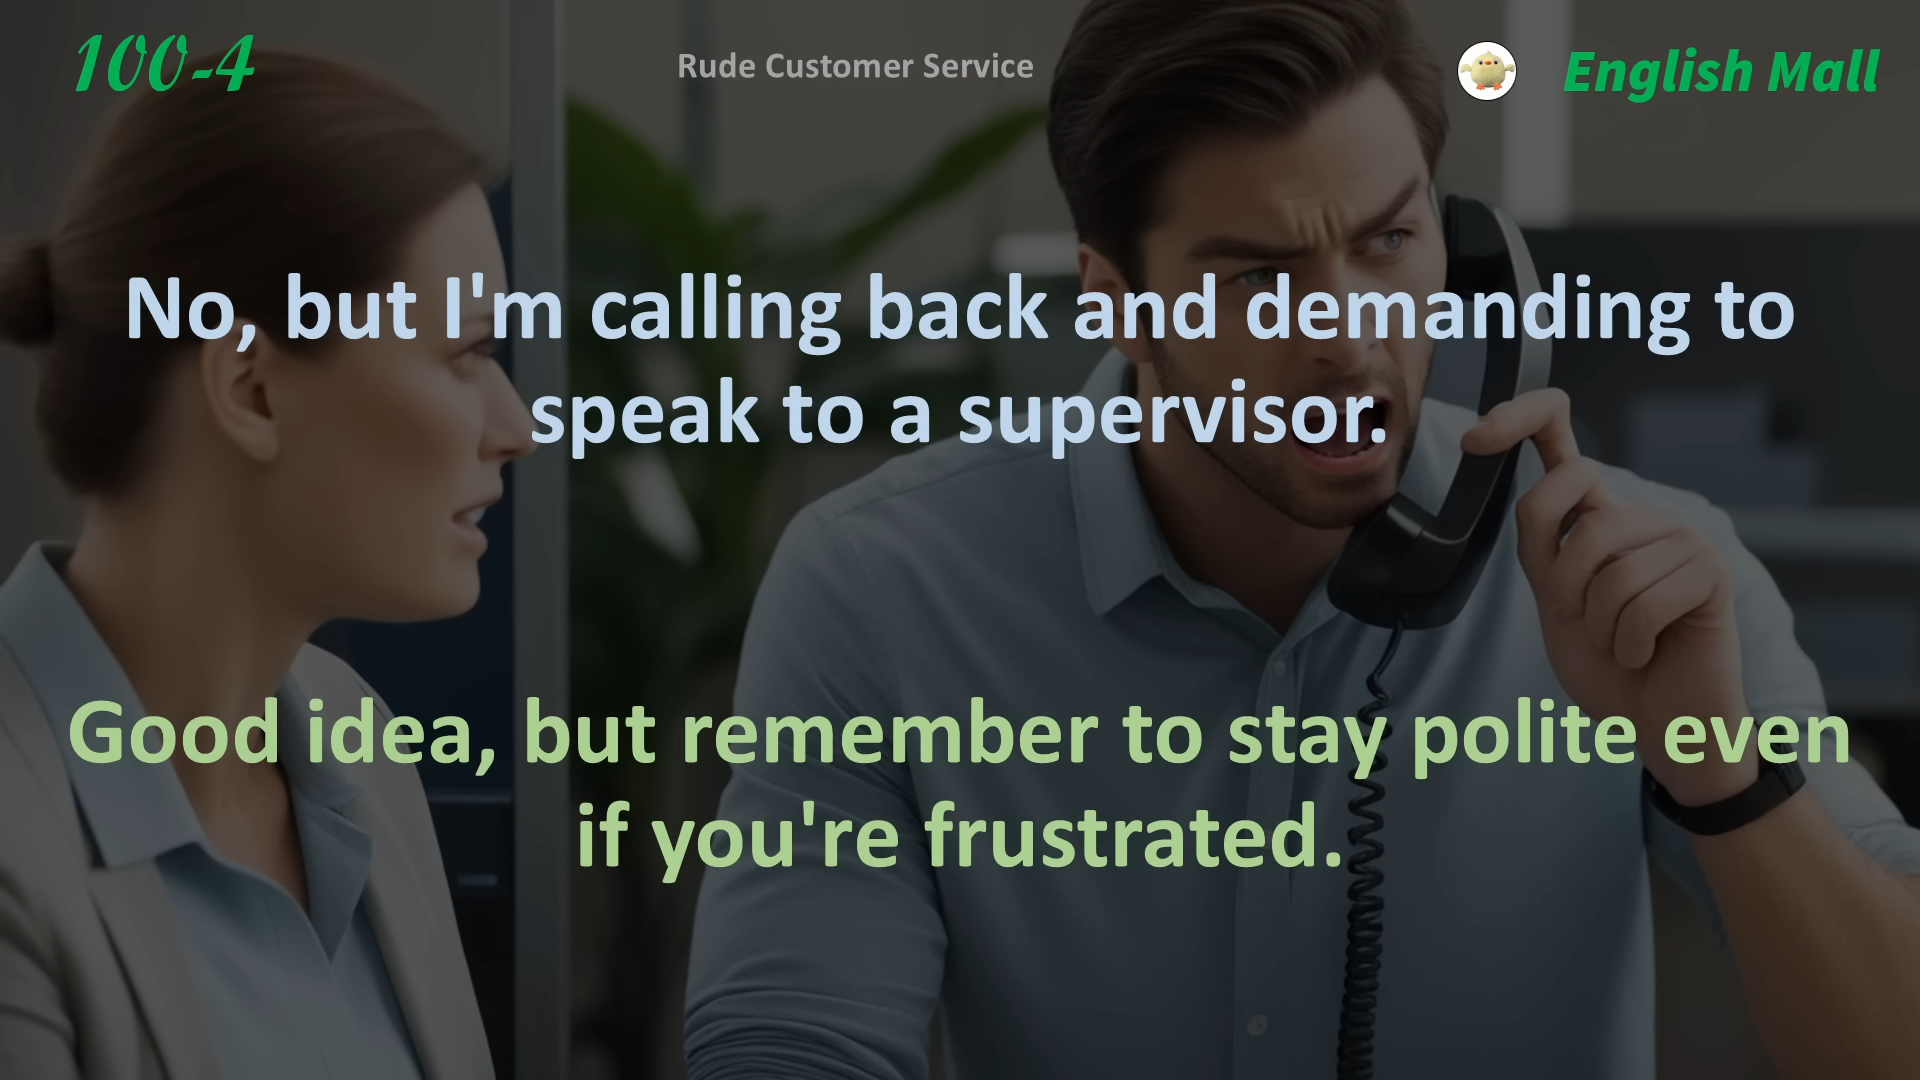 100-4
Rude Customer Service
English Mall
No, but I'm calling back and demanding to
speak to a supervisor.
Good idea, but remember to stay polite even
if you're frustrated.